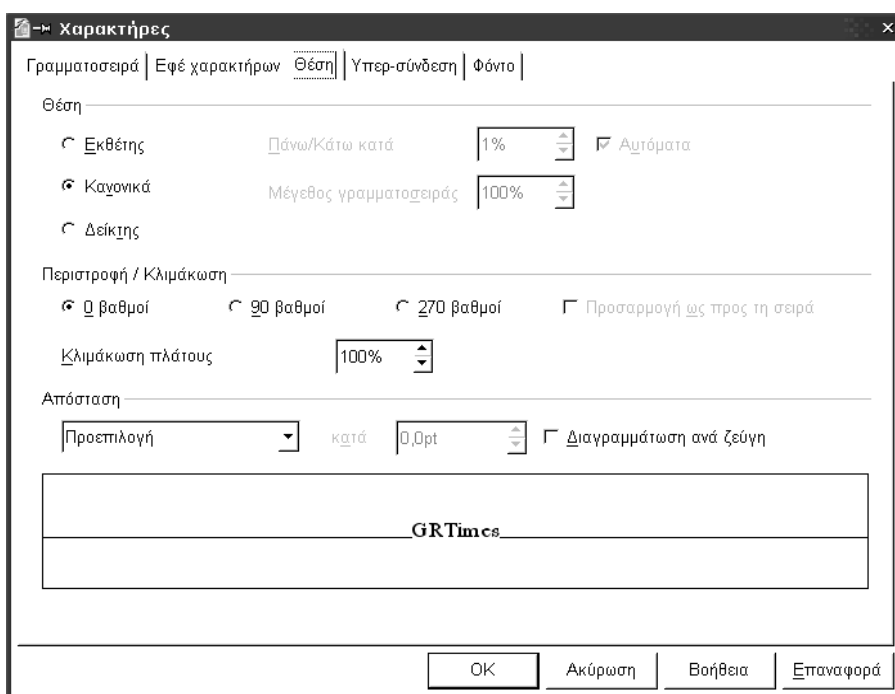 Χαρακτήρες
Γραμματοσειρά Εφέ χαρακτήρων Θέση Υπερ-σύνδεση Φόντο
Θέση
Εκθέτης Πάνω/Κάτω κατά 1% Αυτόματα
Κανονικά Μέγεθος γραμματοσειράς 100%
Δείκτης
Περιστροφή / Κλιμάκωση
0 βαθμοί 90 βαθμοί 270 βαθμοί Προσαρμογή ως προς τη σειρά
Κλιμάκωση πλάτους 100%
Απόσταση
Προεπιλογή κατά 0,0pt Διαγραμμάτωση ανά ζεύγη
GRTimes
OK Ακύρωση Βοήθεια Επαναφορά